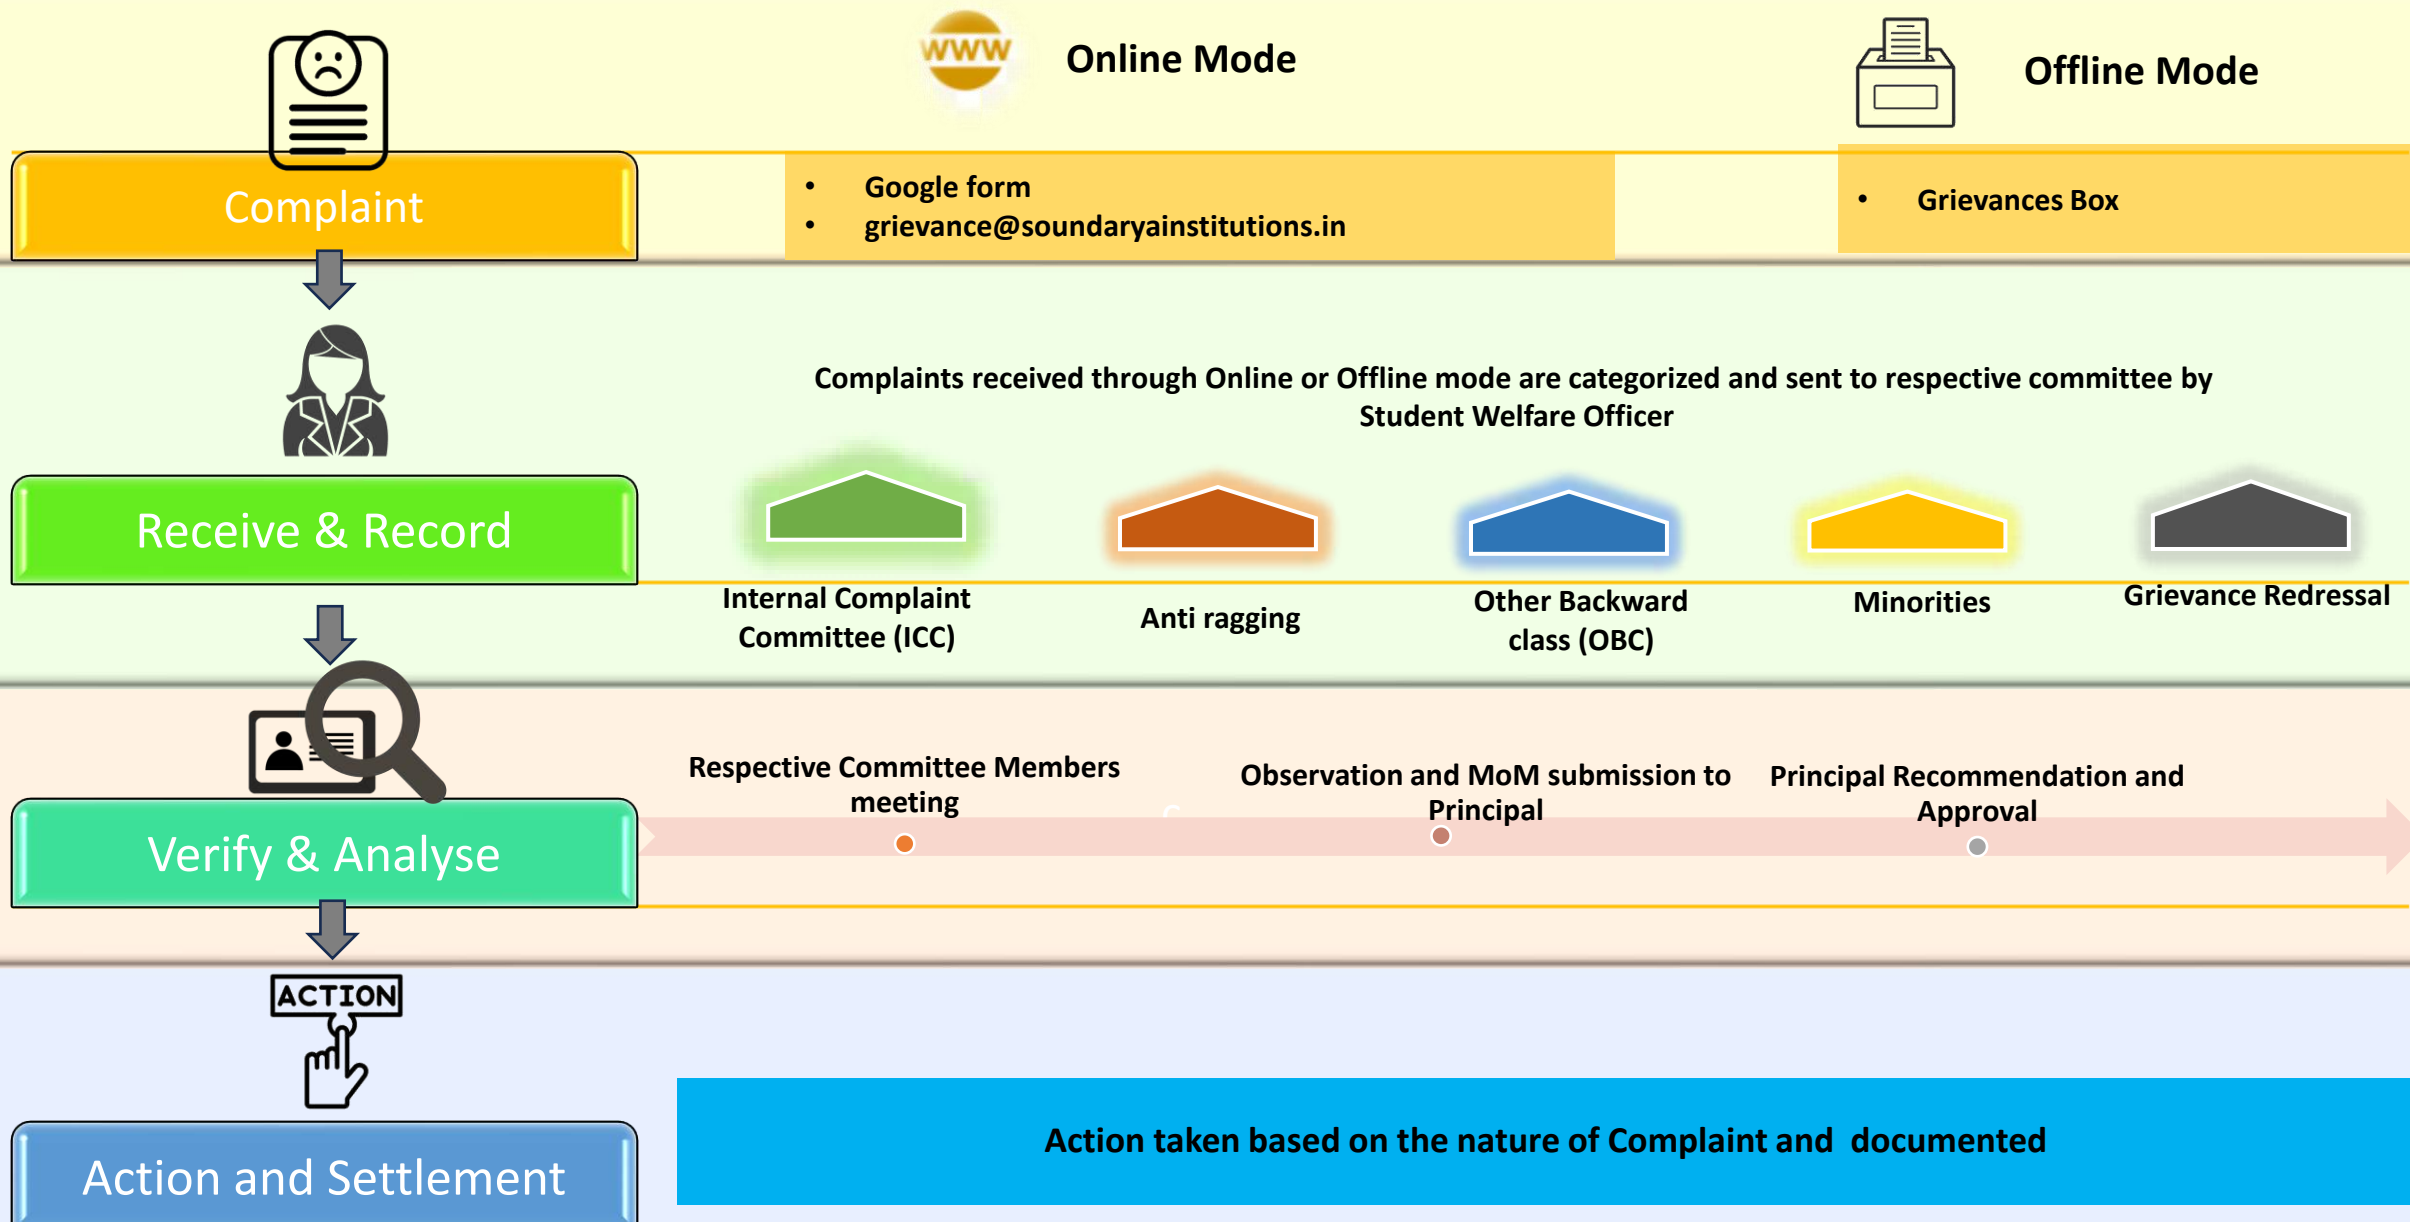 WWW
Online Mode
Offline Mode
Complaint
• Google form
• grievance@soundaryainstitutions.in
• Grievances Box
Complaints received through Online or Offline mode are categorized and sent to respective committee by
Student Welfare Officer
Receive & Record
Internal Complaint
Committee (ICC)
Anti ragging
Other Backward
class (OBC)
Minorities
Grievance Redressal
Respective Committee Members
meeting
Observation and MoM submission to
Principal
Principal Recommendation and
Approval
Verify & Analyse
ACTION
Action taken based on the nature of Complaint and documented
Action and Settlement